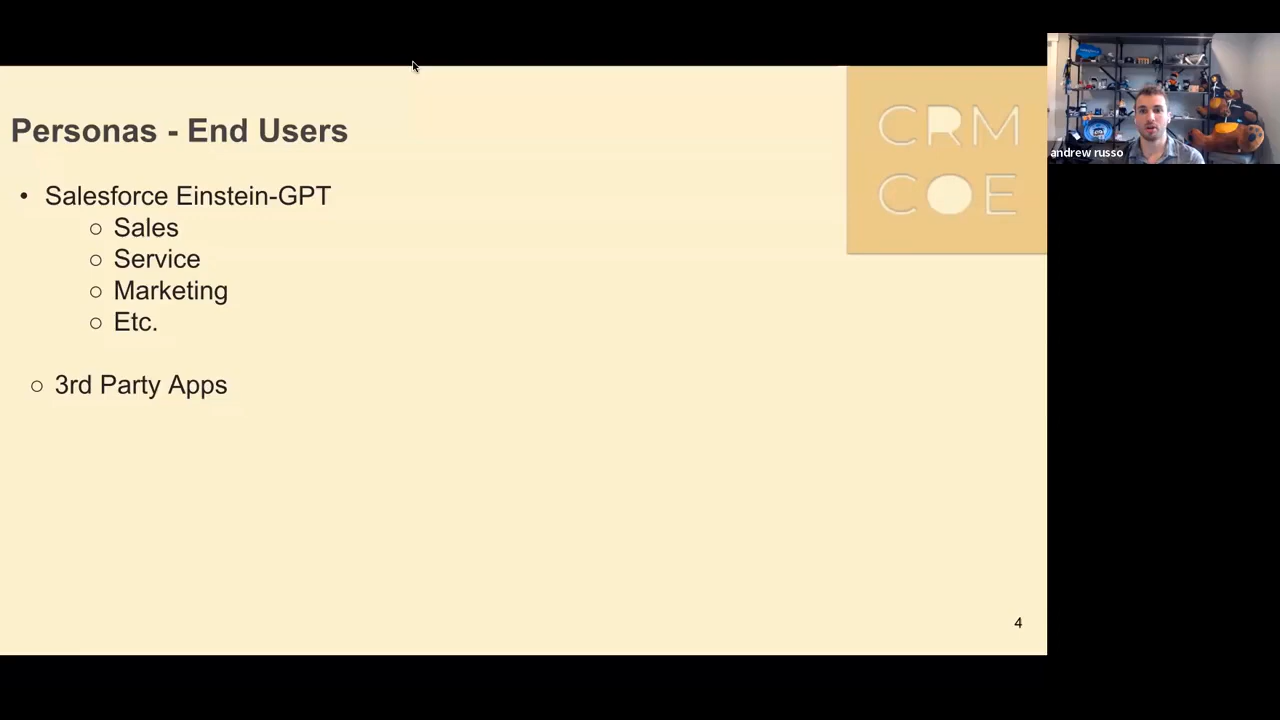 CRM
COE
Personas - End Users
• Salesforce Einstein-GPT
○ Sales
○ Service
○ Marketing
○ Etc.
○ 3rd Party Apps
4
andrew russo